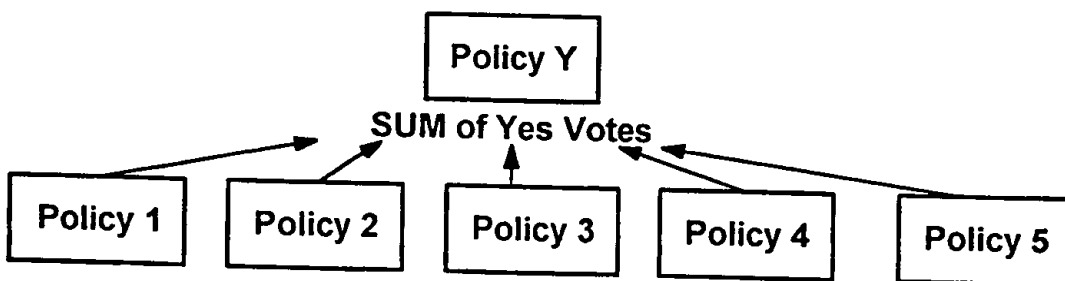 Policy Y
SUM of Yes Votes
Policy 1
Policy 2
Policy 3
Policy 4
Policy 5